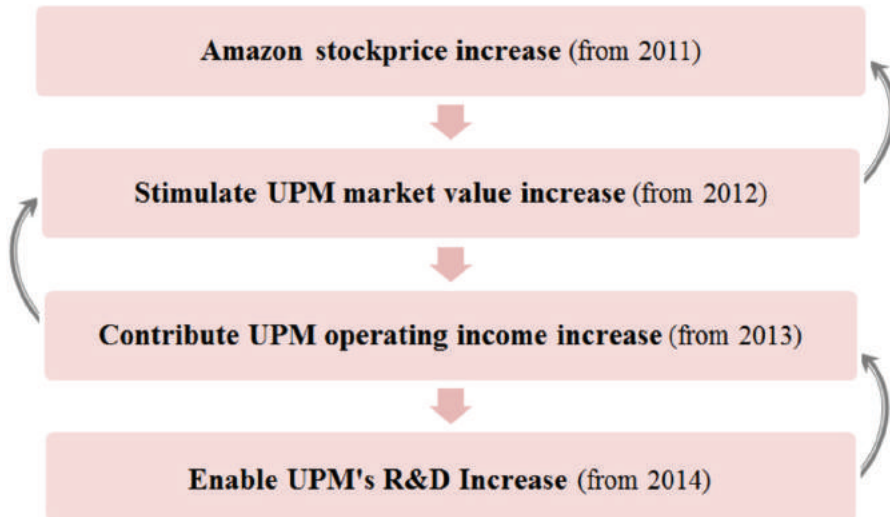 Amazon stockprice increase (from 2011)
Stimulate UPM market value increase (from 2012)
Contribute UPM operating income increase (from 2013)
Enable UPM's R&D Increase (from 2014)